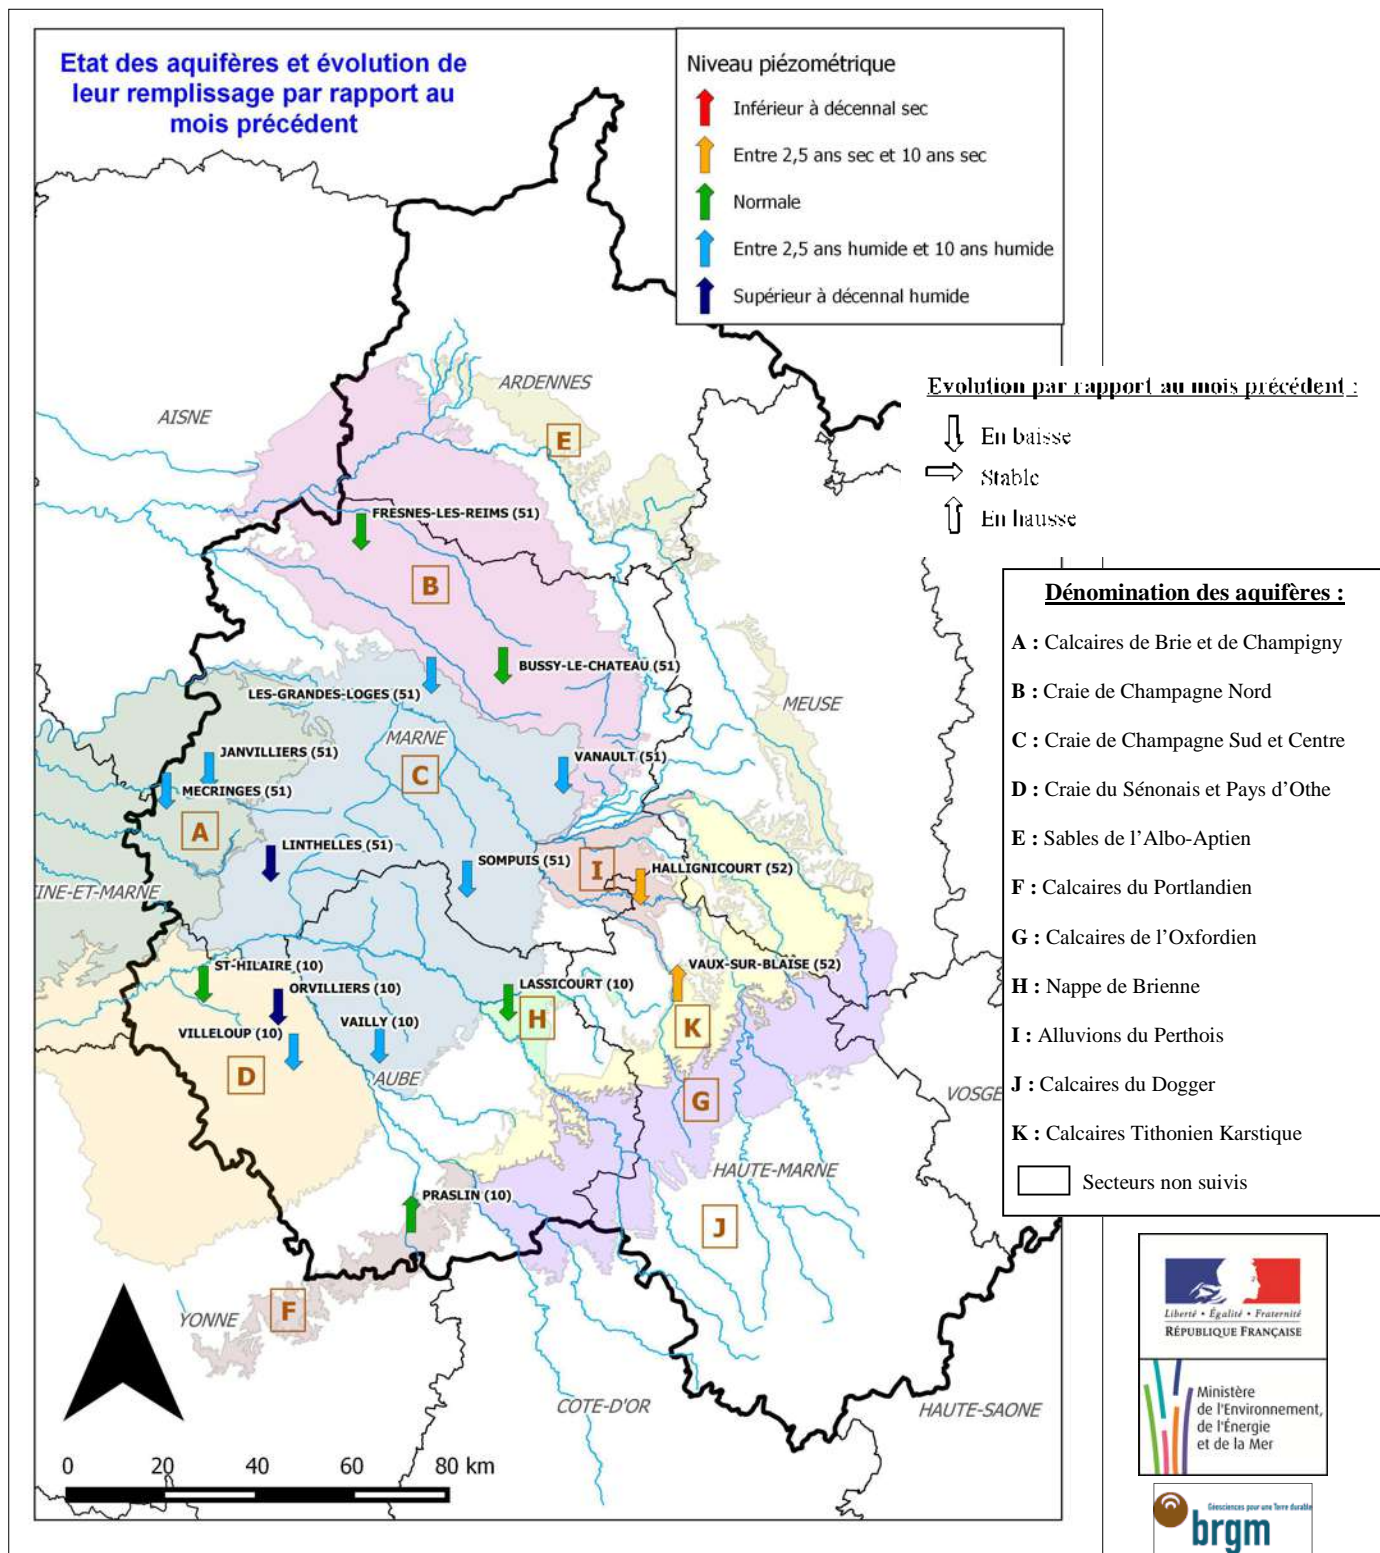 Etat des aquifères et évolution de
leur remplissage par rapport au
mois précédent
Niveau piézométrique
Inférieur à décennal sec
Entre 2,5 ans sec et 10 ans sec
Normale
Entre 2,5 ans humide et 10 ans humide
Supérieur à décennal humide
Evolution par rapport au mois précédent :
En baisse
Stable
En hausse
Dénomination des aquifères :
A : Calcaires de Brie et de Champigny
B : Craie de Champagne Nord
C : Craie de Champagne Sud et Centre
D : Craie du Sénonais et Pays d’Othe
E : Sables de l’Albo-Aptien
F : Calcaires du Portlandien
G : Calcaires de l’Oxfordien
H : Nappe de Brienne
I : Alluvions du Perthois
J : Calcaires du Dogger
K : Calcaires Tithonien Karstique
Secteurs non suivis
ARDENNES
AISNE
E
FRESNES-LES-REIMS (51)
B
BUSSY-LE-CHATEAU (51)
LES-GRANDES-LOGES (51)
MEUSE
MARNE
JANVILLIERS (51)
VANAULT (51)
C
MECRINGES (51)
A
LINTHELLES (51)
SOMPUIS (51)
I
HALLIGNICOURT (52)
EINE-ET-MARNE
ST-HILAIRE (10)
VAUX-SUR-BLAISE (52)
ORVILLIERS (10)
LASSICOURT (10)
VILLELOUP (10)
VAILLY (10)
H
K
D
AUBE
G
VOSGE
HAUTE-MARNE
PRASLIN (10)
J
F
YONNE
COTE-D'OR
HAUTE-SAONE
0 20 40 60 80 km
Liberté • Égalité • Fraternité
RÉPUBLIQUE FRANÇAISE
Ministère
de l'Environnement,
de l'Énergie
et de la Mer
Géosciences pour une Terre durable
brgm